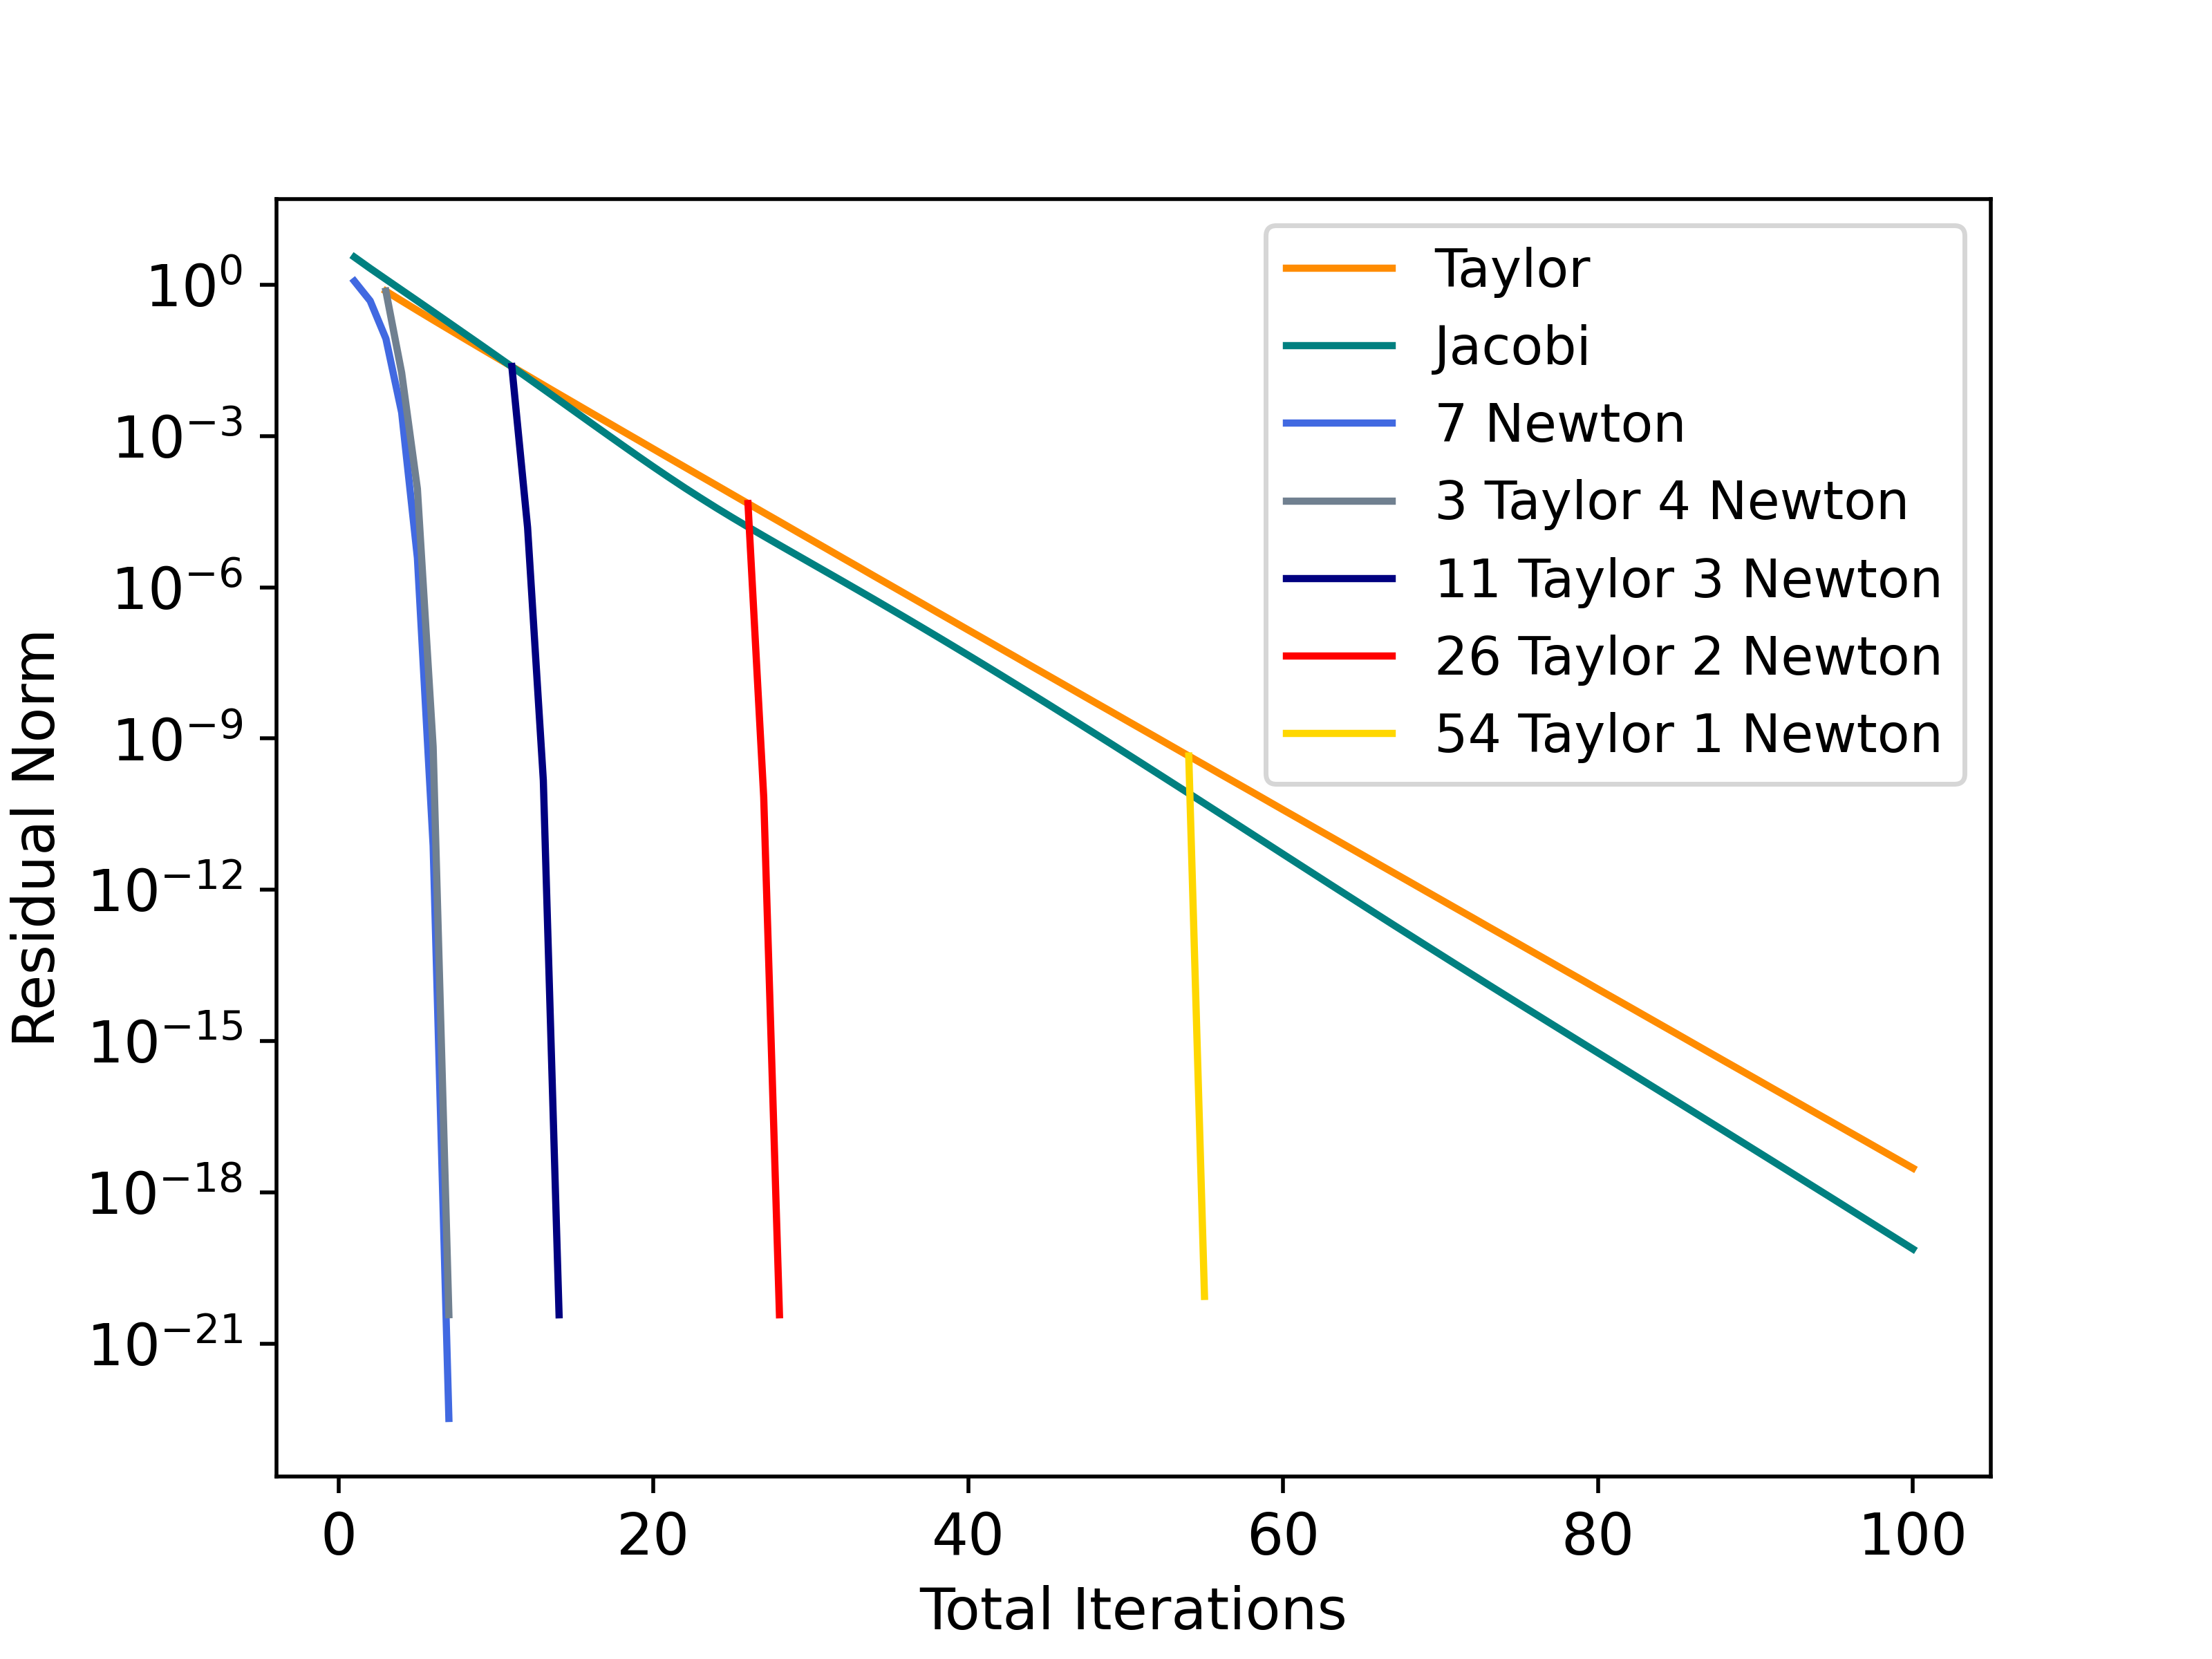 Taylor
Jacobi
7 Newton
3 Taylor 4 Newton
11 Taylor 3 Newton
26 Taylor 2 Newton
54 Taylor 1 Newton
10⁰
10⁻³
10⁻⁶
10⁻⁹
10⁻¹²
10⁻¹⁵
10⁻¹⁸
10⁻²¹
Residual Norm
0 20 40 60 80 100
Total Iterations